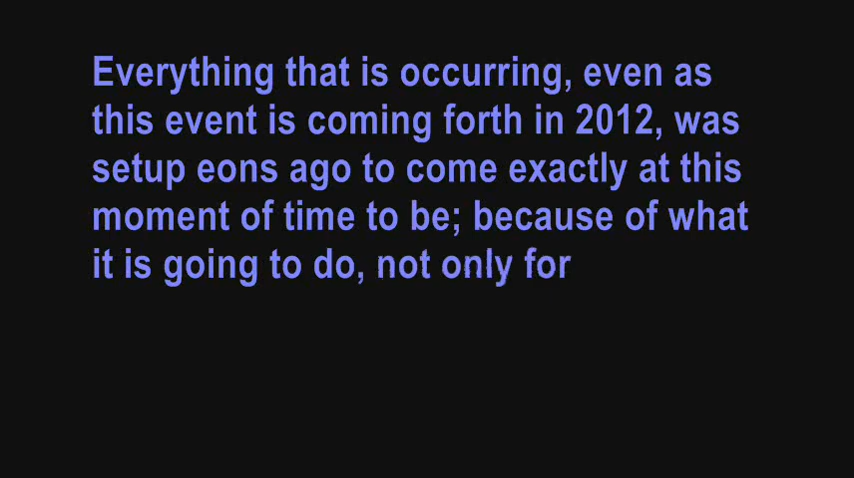 Everything that is occurring, even as
this event is coming forth in 2012, was
setup eons ago to come exactly at this
moment of time to be; because of what
it is going to do, not only for